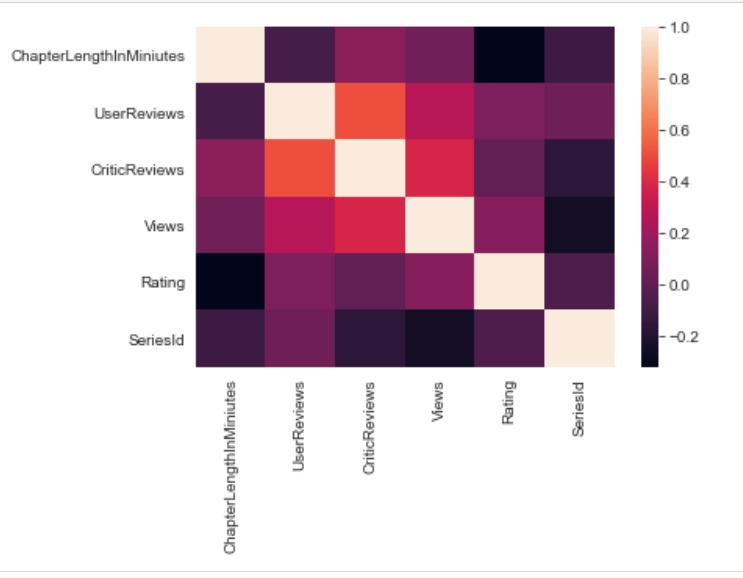 ChapterLengthInMiniutes
UserReviews
CriticReviews
Views
Rating
SeriesId
ChapterLengthInMiniutes
UserReviews
CriticReviews
Views
Rating
SeriesId
1.0
0.8
0.6
0.4
0.2
0.0
−0.2